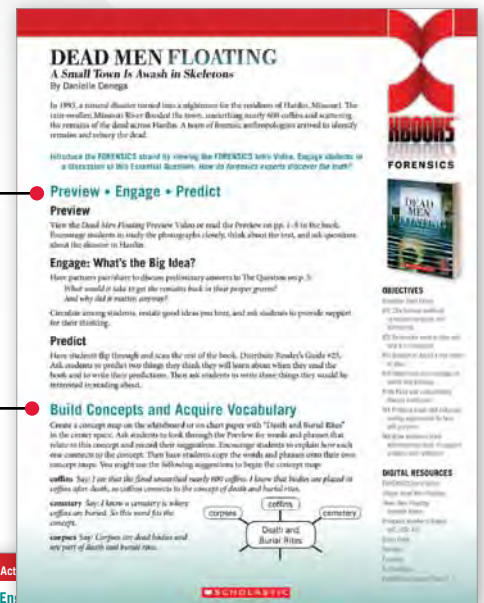 DEAD MEN FLOATING
A Small Town Is Awash in Skeletons
By Danielle Denega
In 1993, a natural disaster turned into a nightmare for the residents of Hardin, Missouri. The
rain-swollen Missouri River flooded the town, unearthing nearly 600 coffins and scattering
the remains of the dead across Hardin. A team of forensic anthropologists arrived to identify
remains and rebury the dead.
Introduce the FORENSICS strand by viewing the FORENSICS Intro Video. Engage students in
a discussion of this Essential Question, How do forensics experts discover the truth?
Preview • Engage • Predict
Preview
View the Dead Men Floating Preview Video or read the Preview on pp. 1–5 in the book.
Encourage students to study the photographs closely, think about the text, and ask questions
about the disaster in Hardin.
Engage: What's the Big Idea?
Have partners pair/share to discuss preliminary answers to The Question on p. 5:
What would it take to get the remains back in their proper graves?
And why did it matter, anyway?
Circulate among students, restate good ideas you hear, and ask students to provide support
for their thinking.
Predict
Have students flip through and scan the rest of the book. Distribute Reader's Guide #25.
Ask students to predict two things they think they will learn about when they read the
book and to write their predictions. Then ask students to write three things they would be
interested in reading about.
Build Concepts and Acquire Vocabulary
Create a concept map on the whiteboard or on chart paper with "Death and Burial Rites"
in the center space. Ask students to look through the Preview for words and phrases that
relate to this concept and record their suggestions. Encourage students to explain how each
one connects to the concept. Then have students copy the words and phrases onto their own
concept maps. You might use the following suggestions to begin the concept map:
coffins Say: I see that the flood unearthed nearly 600 coffins. I know that bodies are placed in
coffins after death, so coffins connects to the concept of death and burial rites.
cemetery Say: I know a cemetery is where
coffins are buried. So this word fits the
concept.
corpses Say: Corpses are dead bodies and
are part of death and burial rites.
corpses
coffins
cemetery
Death and
Burial Rites
SCHOLASTIC
XBOOKS
FORENSICS
DEAD
MEN
FLOATING
OBJECTIVES
DIGITAL RESOURCES
Act
Eng